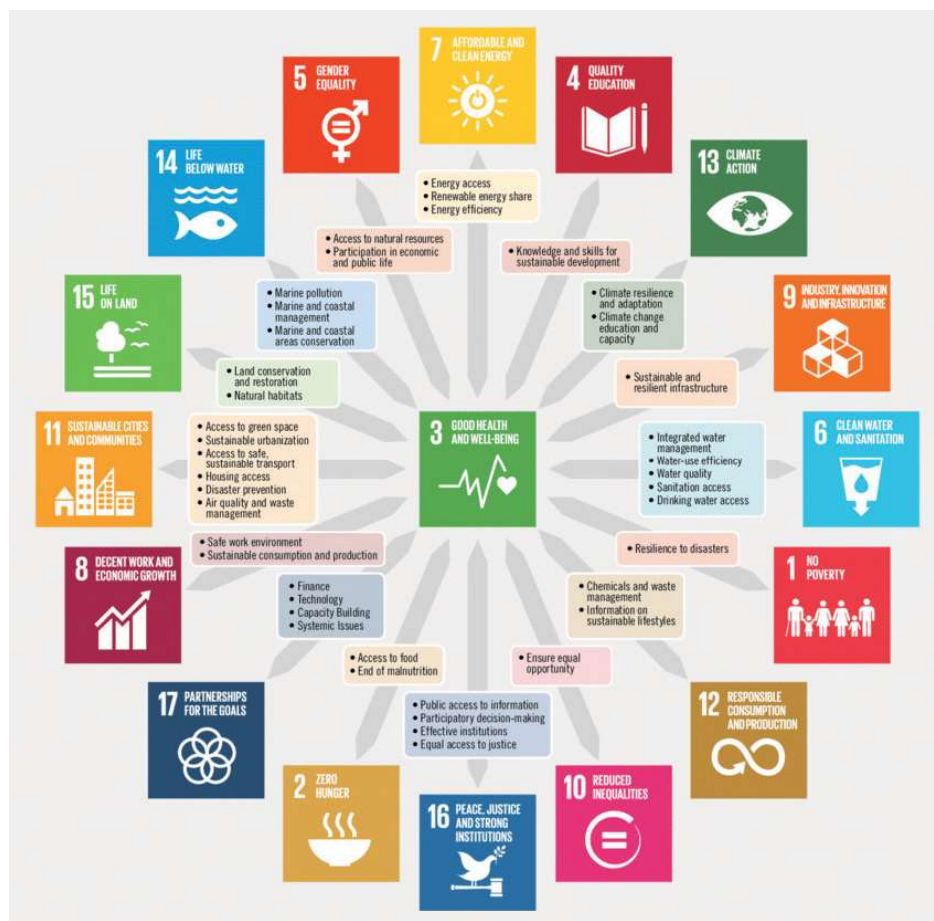 7 AFFORDABLE AND
CLEAN ENERGY
5 GENDER
EQUALITY
4 QUALITY
EDUCATION
14 LIFE
BELOW WATER
13 CLIMATE
ACTION
• Energy access
• Renewable energy share
• Energy efficiency
• Access to natural resources
• Participation in economic
and public life
• Knowledge and skills for
sustainable development
15 LIFE
ON LAND
• Marine pollution
• Marine and coastal
management
• Marine and coastal
areas conservation
• Climate resilience
and adaptation
• Climate change
education and
capacity
9 INDUSTRY, INNOVATION
AND INFRASTRUCTURE
• Land conservation
and restoration
• Natural habitats
• Sustainable and
resilient infrastructure
11 SUSTAINABLE CITIES
AND COMMUNITIES
• Access to green space
• Sustainable urbanization
• Access to safe,
sustainable transport
• Housing access
• Disaster prevention
• Air quality and waste
management
3 GOOD HEALTH
AND WELL-BEING
• Integrated water
management
• Water-use efficiency
• Water quality
• Sanitation access
• Drinking water access
6 CLEAN WATER
AND SANITATION
8 DECENT WORK AND
ECONOMIC GROWTH
• Safe work environment
• Sustainable consumption and production
• Resilience to disasters
1 NO
POVERTY
• Finance
• Technology
• Capacity Building
• Systemic Issues
• Chemicals and waste
management
• Information on
sustainable lifestyles
• Access to food
• End of malnutrition
• Ensure equal
opportunity
17 PARTNERSHIPS
FOR THE GOALS
• Public access to information
• Participatory decision-making
• Effective institutions
• Equal access to justice
12 RESPONSIBLE
CONSUMPTION
AND PRODUCTION
2 ZERO
HUNGER
16 PEACE, JUSTICE
AND STRONG
INSTITUTIONS
10 REDUCED
INEQUALITIES